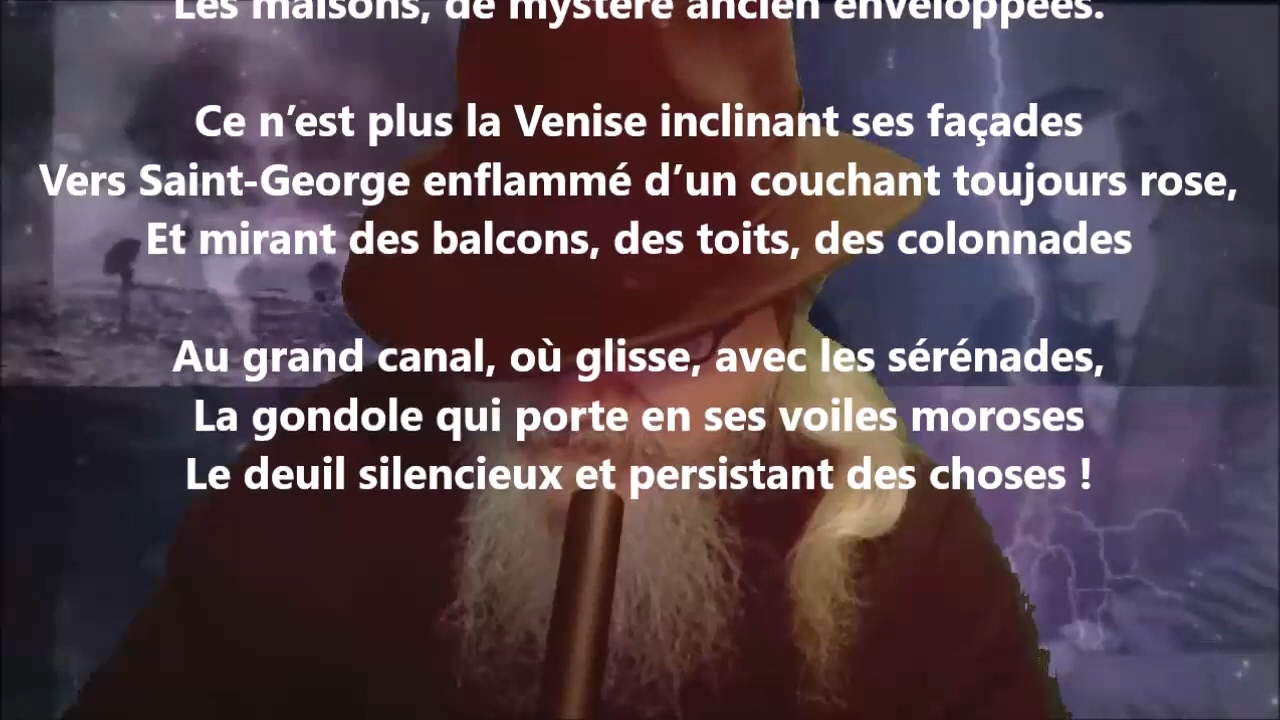 Les maisons, de mystère ancien enveloppées.
Ce n’est plus la Venise inclinant ses façades
Vers Saint-George enflammé d’un couchant toujours rose,
Et mirant des balcons, des toits, des colonnades
Au grand canal, où glisse, avec les sérénades,
La gondole qui porte en ses voiles moroses
Le deuil silencieux et persistant des choses !